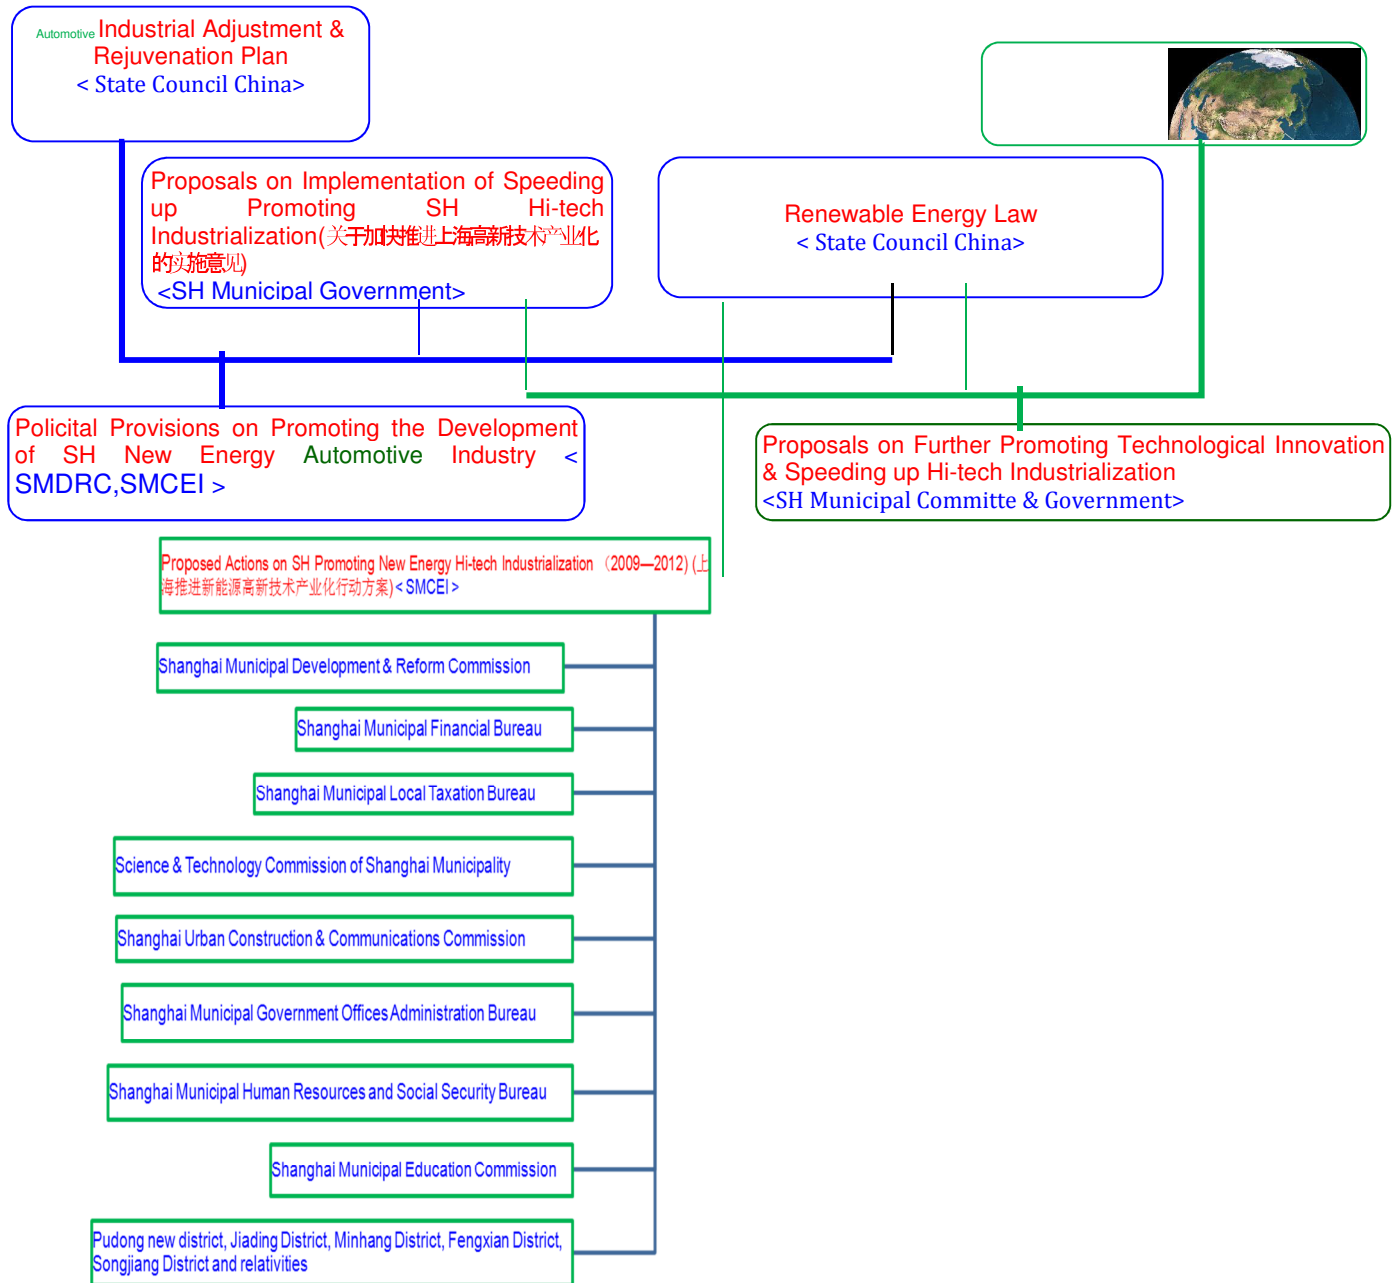 Automotive Industrial Adjustment &
Rejuvenation Plan
< State Council China>
Proposals on Implementation of Speeding
up Promoting SH Hi-tech
Industrialization(关于加快推进上海高新技术产业化
的实施意见)
<SH Municipal Government>
Renewable Energy Law
< State Council China>
Policital Provisions on Promoting the Development
of SH New Energy Automotive Industry <
SMDRC,SMCEI >
Proposals on Further Promoting Technological Innovation
& Speeding up Hi-tech Industrialization
<SH Municipal Committe & Government>
Proposed Actions on SH Promoting New Energy Hi-tech Industrialization （2009—2012) (上
海推进新能源高新技术产业化行动方案) < SMCEI >
Shanghai Municipal Development & Reform Commission
Shanghai Municipal Financial Bureau
Shanghai Municipal Local Taxation Bureau
Science & Technology Commission of Shanghai Municipality
Shanghai Urban Construction & Communications Commission
Shanghai Municipal Government Offices Administration Bureau
Shanghai Municipal Human Resources and Social Security Bureau
Shanghai Municipal Education Commission
Pudong new district, Jiading District, Minhang District, Fengxian District,
Songjiang District and relativities